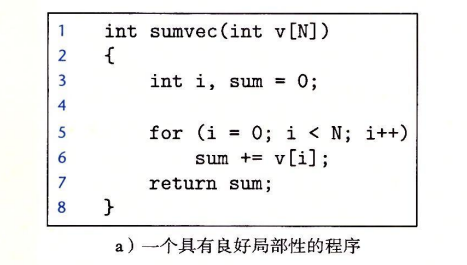 1 int sumvec(int v[N])
2 {
3 int i, sum = 0;
4
5 for (i = 0; i < N; i++)
6 sum += v[i];
7 return sum;
8 }
a）一个具有良好局部性的程序